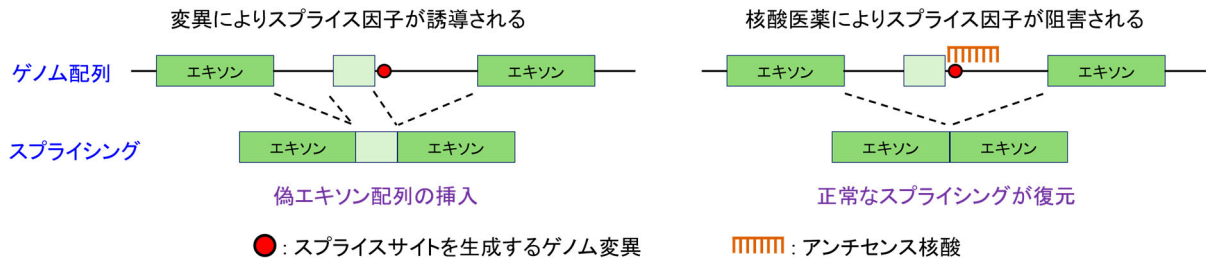 変異によりスプライス因子が誘導される
核酸医薬によりスプライス因子が阻害される
ゲノム配列
エキソン
エキソン
エキソン
エキソン
スプライシング
エキソン
エキソン
エキソン
エキソン
偽エキソン配列の挿入
正常なスプライシングが復元
: スプライスサイトを生成するゲノム変異
: アンチセンス核酸